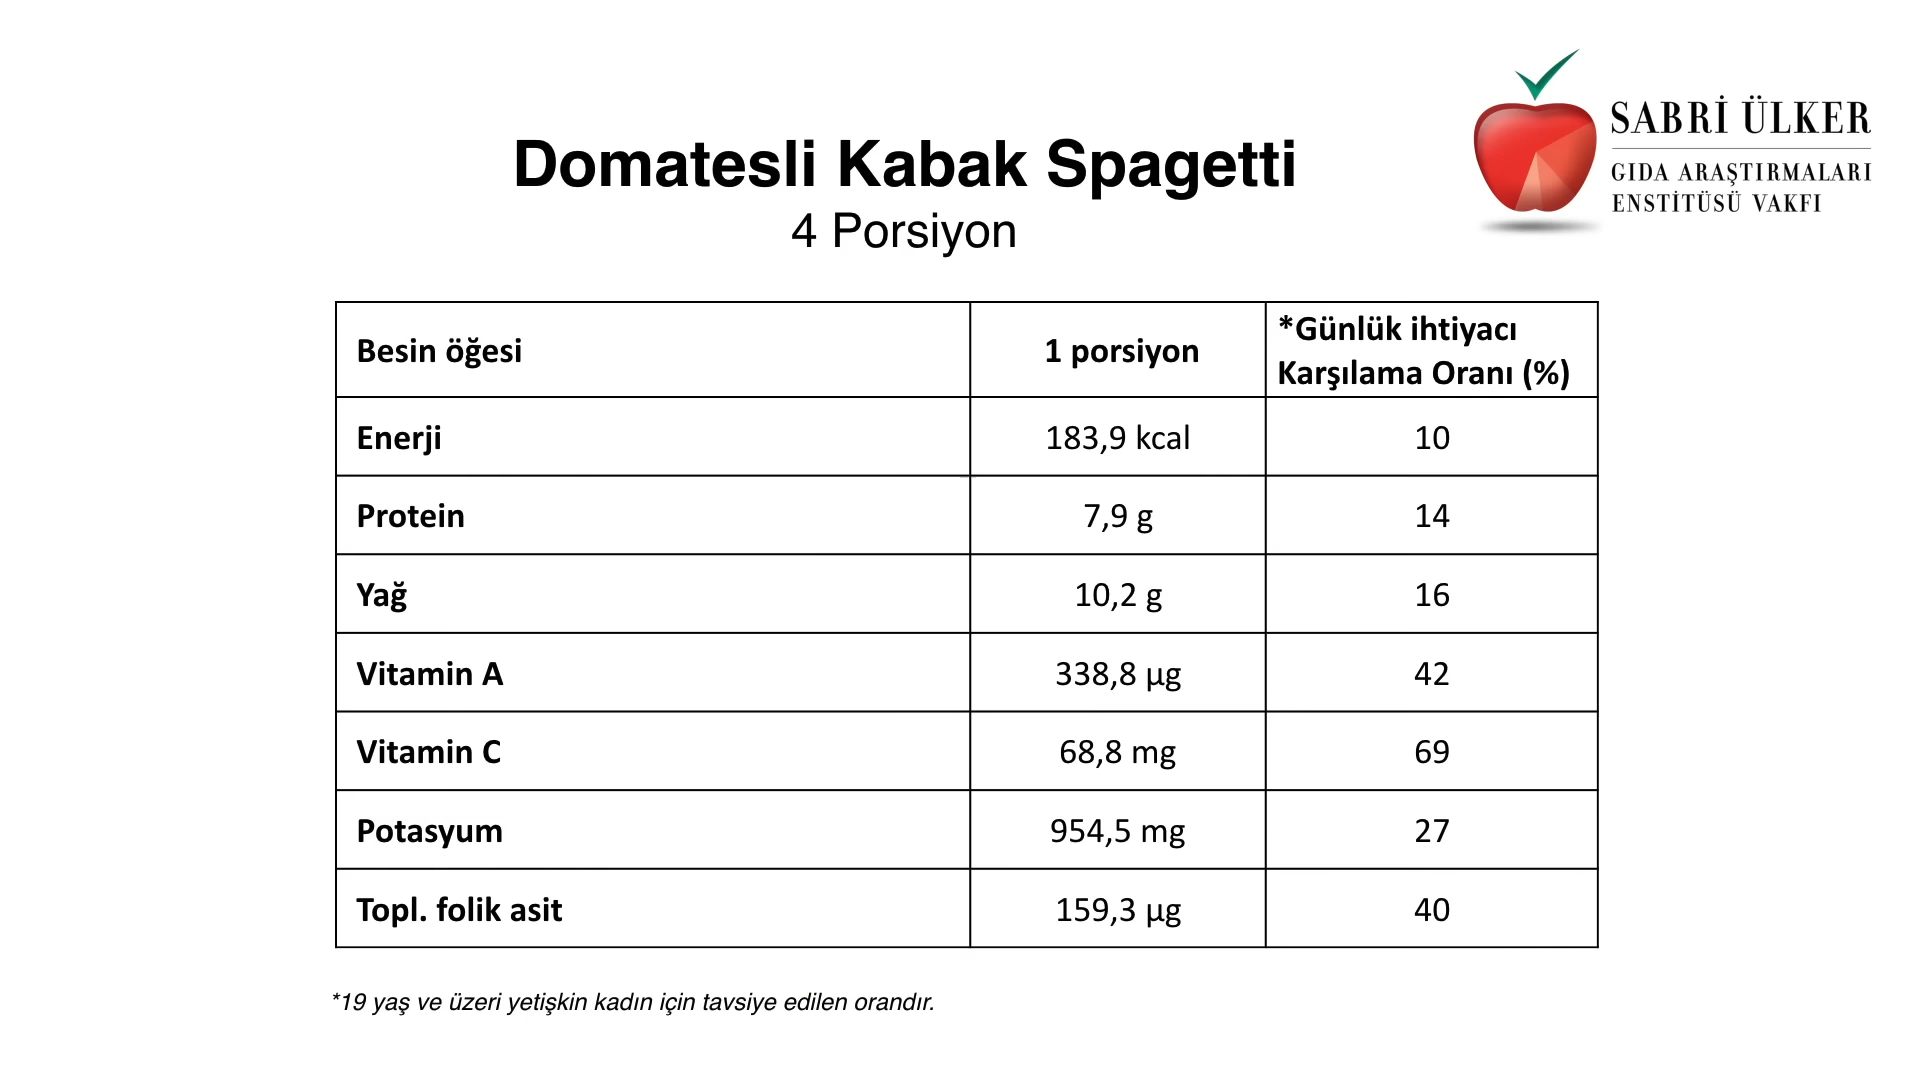 SABRİ ÜLKER
GIDA ARAŞTIRMALARI
ENSTİTÜSÜ VAKFI
Domatesli Kabak Spagetti
4 Porsiyon
Besin öğesi 1 porsiyon *Günlük ihtiyacı Karşılama Oranı (%)
Enerji 183,9 kcal 10
Protein 7,9 g 14
Yağ 10,2 g 16
Vitamin A 338,8 µg 42
Vitamin C 68,8 mg 69
Potasyum 954,5 mg 27
Topl. folik asit 159,3 µg 40
*19 yaş ve üzeri yetişkin kadın için tavsiye edilen orandır.